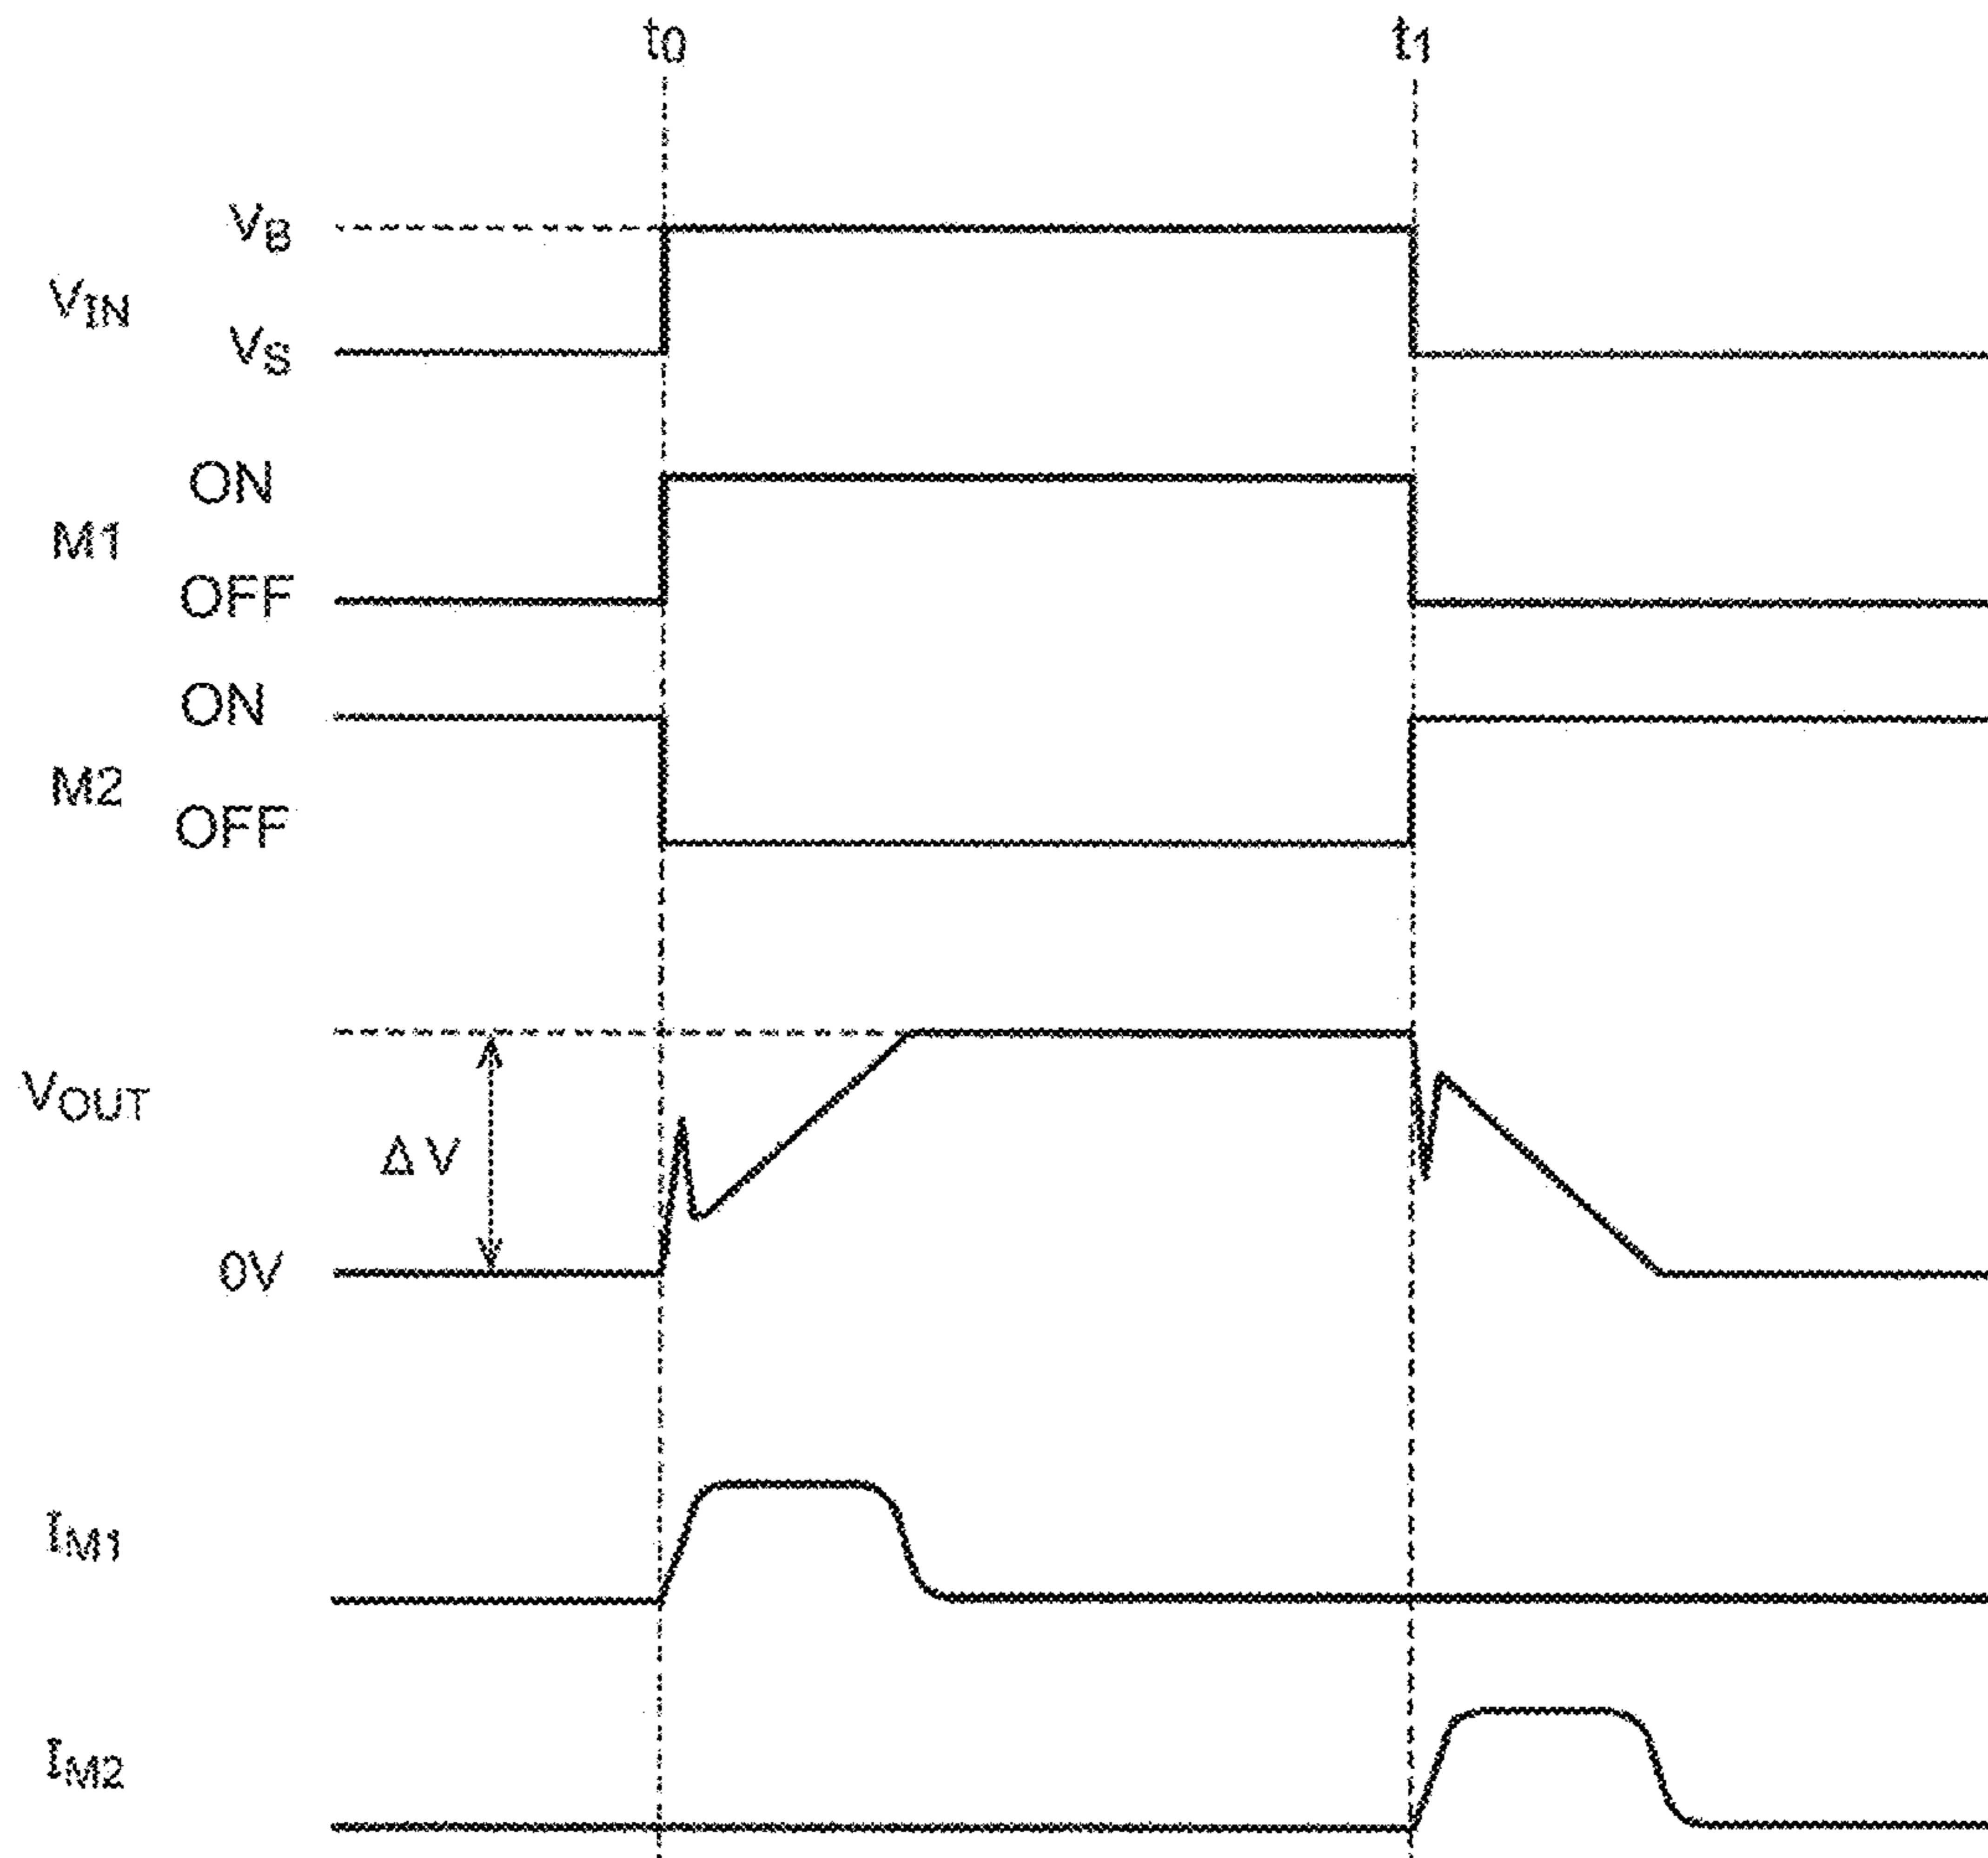 t0 t1
VB
VIN
VS
ON
M1
OFF
ON
M2
OFF
VOUT
ΔV
0V
IM1
IM2